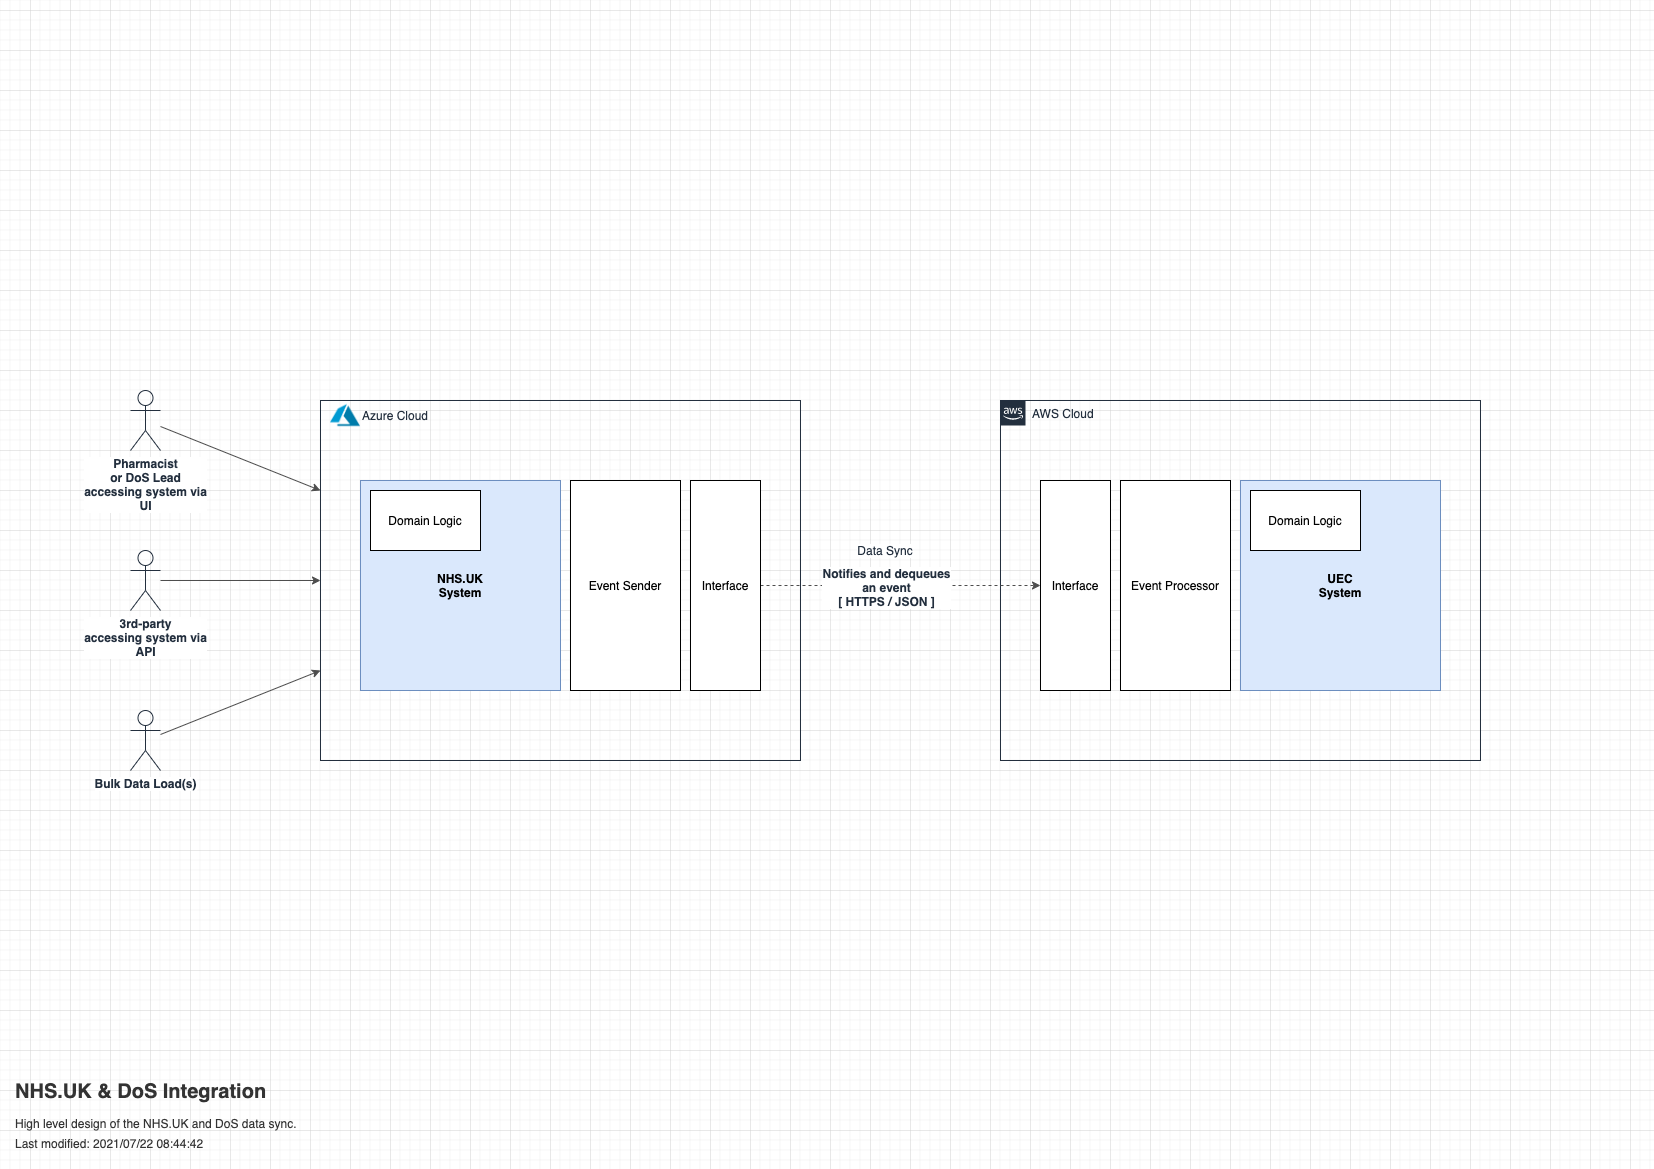 Pharmacist
or DoS Lead
accessing system via
UI
3rd-party
accessing system via
API
Bulk Data Load(s)
Azure Cloud
Domain Logic
NHS.UK
System
Event Sender
Interface
Data Sync
Notifies and dequeues
an event
[ HTTPS / JSON ]
aws
AWS Cloud
Interface
Event Processor
Domain Logic
UEC
System
NHS.UK & DoS Integration
High level design of the NHS.UK and DoS data sync.
Last modified: 2021/07/22 08:44:42